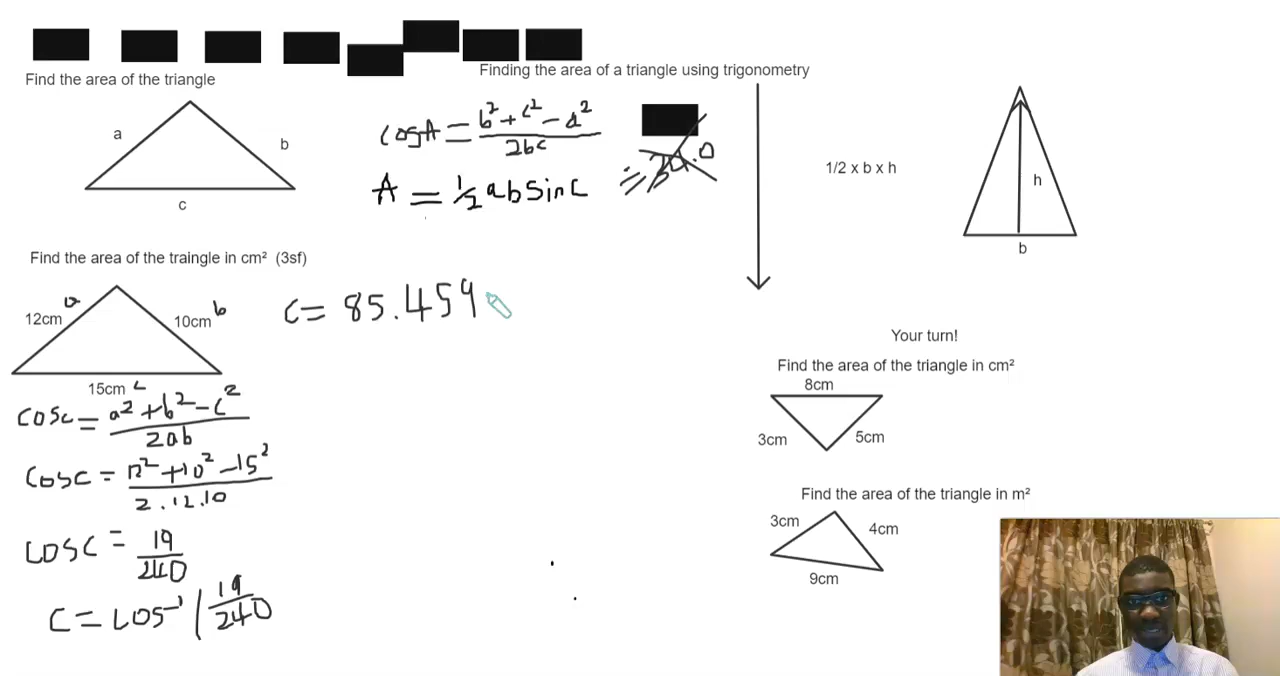 Find the area of the triangle
a
b
c
Finding the area of a triangle using trigonometry
cosA = b² + c² - a² / 2bc
A = ½ ab Sin C
1/2 x b x h
h
b
Find the area of the traingle in cm² (3sf)
a
12cm
b
10cm
15cm c
C = 85.459
cosc = a² + b² - c² / 2ab
cosc = 12² + 10² - 15² / 2 . 12 . 10
cosc = 19 / 240
C = cos⁻¹ ( 19 / 240
Your turn!
Find the area of the triangle in cm²
8cm
3cm
5cm
Find the area of the triangle in m²
3cm
4cm
9cm